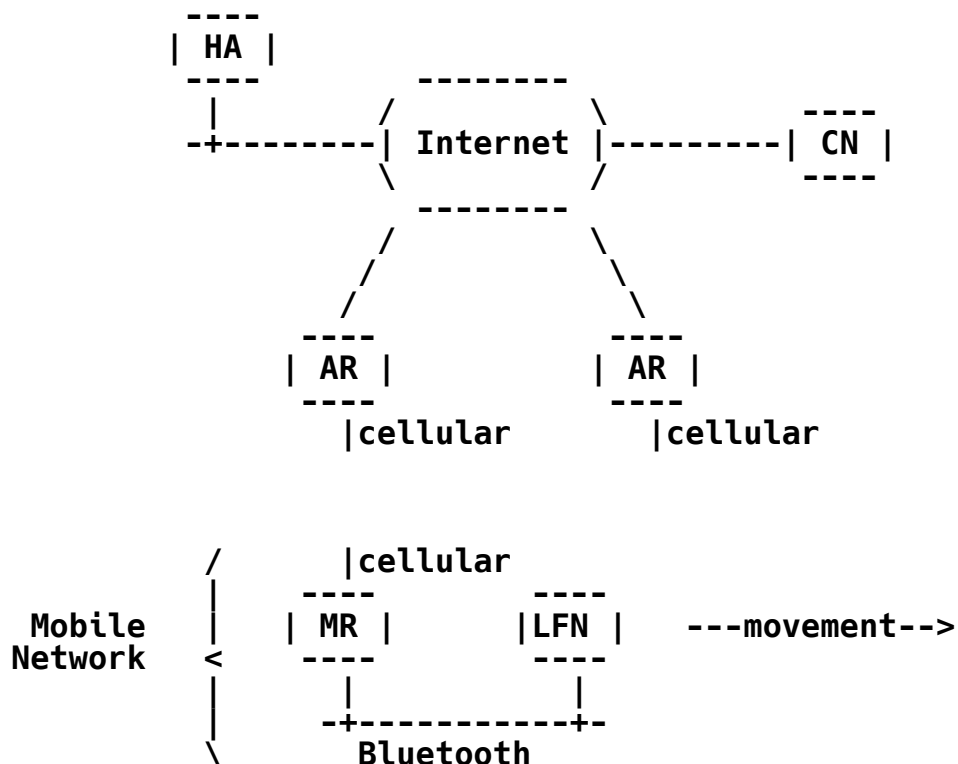 HA
Internet
CN
AR AR
cellular cellular
cellular
Mobile MR LFN ---movement-->
Network
Bluetooth